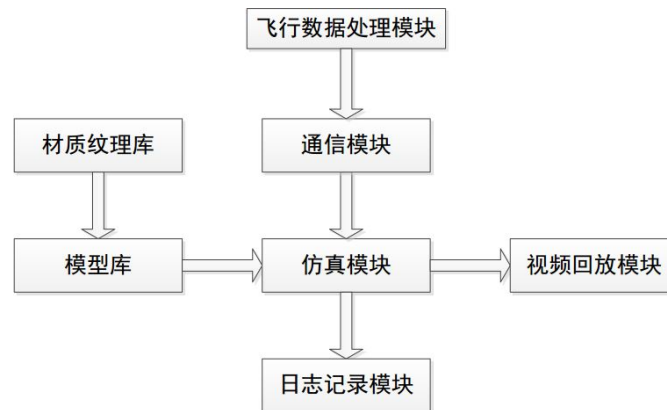 飞行数据处理模块
材质纹理库
通信模块
模型库
仿真模块
视频回放模块
日志记录模块